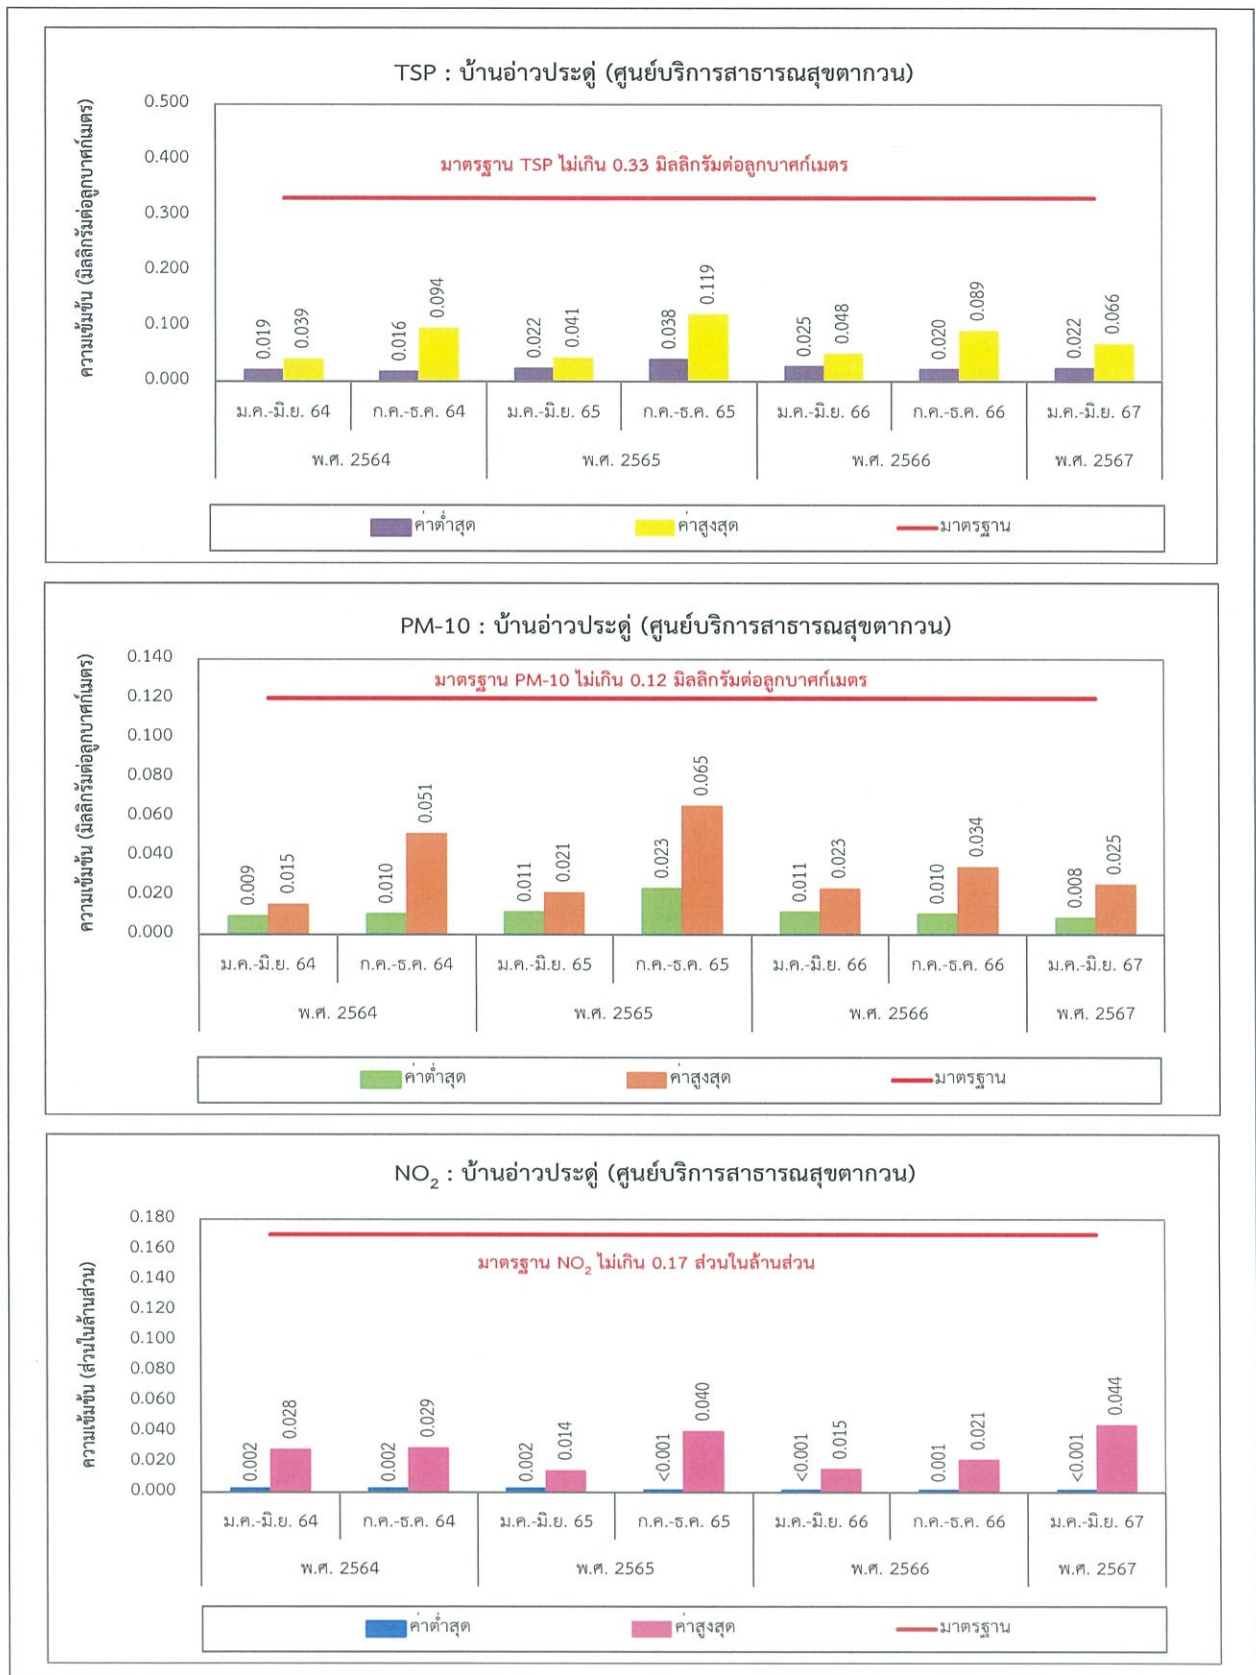 TSP : บ้านอ่าวประดู่ (ศูนย์บริการสาธารณสุขตากวน)
ความเข้มข้น (มิลลิกรัมต่อลูกบาศก์เมตร)
0.500
0.400
0.300
0.200
0.100
0.000
มาตรฐาน TSP ไม่เกิน 0.33 มิลลิกรัมต่อลูกบาศก์เมตร
0.019 0.039 0.016 0.094 0.022 0.041 0.038 0.119 0.025 0.048 0.020 0.089 0.022 0.066
ม.ค.-มิ.ย. 64 ก.ค.-ธ.ค. 64 ม.ค.-มิ.ย. 65 ก.ค.-ธ.ค. 65 ม.ค.-มิ.ย. 66 ก.ค.-ธ.ค. 66 ม.ค.-มิ.ย. 67
พ.ศ. 2564 พ.ศ. 2565 พ.ศ. 2566 พ.ศ. 2567
ค่าต่ำสุด ค่าสูงสุด มาตรฐาน
PM-10 : บ้านอ่าวประดู่ (ศูนย์บริการสาธารณสุขตากวน)
ความเข้มข้น (มิลลิกรัมต่อลูกบาศก์เมตร)
0.140
0.120
0.100
0.080
0.060
0.040
0.020
0.000
มาตรฐาน PM-10 ไม่เกิน 0.12 มิลลิกรัมต่อลูกบาศก์เมตร
0.009 0.015 0.010 0.051 0.011 0.021 0.023 0.065 0.011 0.023 0.010 0.034 0.008 0.025
ม.ค.-มิ.ย. 64 ก.ค.-ธ.ค. 64 ม.ค.-มิ.ย. 65 ก.ค.-ธ.ค. 65 ม.ค.-มิ.ย. 66 ก.ค.-ธ.ค. 66 ม.ค.-มิ.ย. 67
พ.ศ. 2564 พ.ศ. 2565 พ.ศ. 2566 พ.ศ. 2567
ค่าต่ำสุด ค่าสูงสุด มาตรฐาน
NO₂ : บ้านอ่าวประดู่ (ศูนย์บริการสาธารณสุขตากวน)
ความเข้มข้น (ส่วนในล้านส่วน)
0.180
0.160
0.140
0.120
0.100
0.080
0.060
0.040
0.020
0.000
มาตรฐาน NO₂ ไม่เกิน 0.17 ส่วนในล้านส่วน
0.002 0.028 0.002 0.029 0.002 0.014 <0.001 0.040 <0.001 0.015 0.001 0.021 <0.001 0.044
ม.ค.-มิ.ย. 64 ก.ค.-ธ.ค. 64 ม.ค.-มิ.ย. 65 ก.ค.-ธ.ค. 65 ม.ค.-มิ.ย. 66 ก.ค.-ธ.ค. 66 ม.ค.-มิ.ย. 67
พ.ศ. 2564 พ.ศ. 2565 พ.ศ. 2566 พ.ศ. 2567
ค่าต่ำสุด ค่าสูงสุด มาตรฐาน